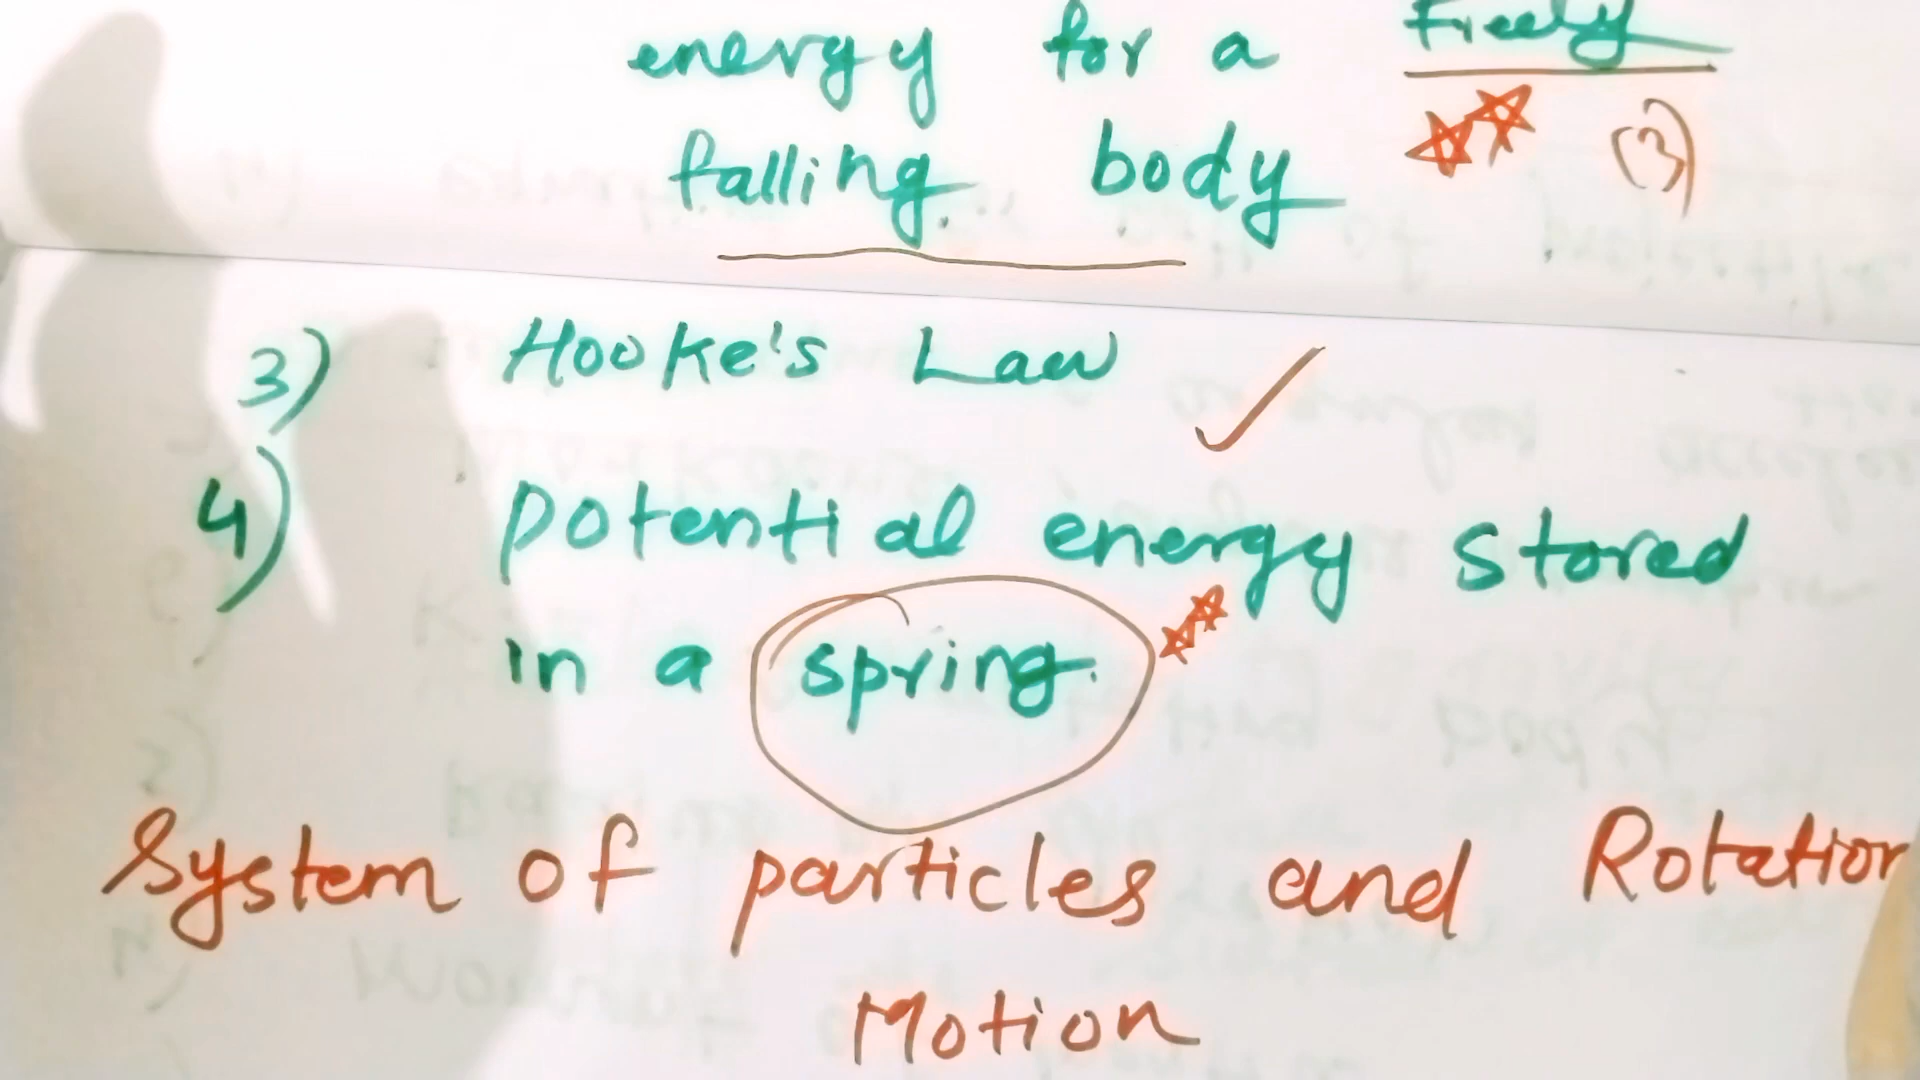 energy for a Freely
falling body (3)
3) Hooke's Law
4) potential energy stored
in a spring.
System of particles and Rotation
Motion